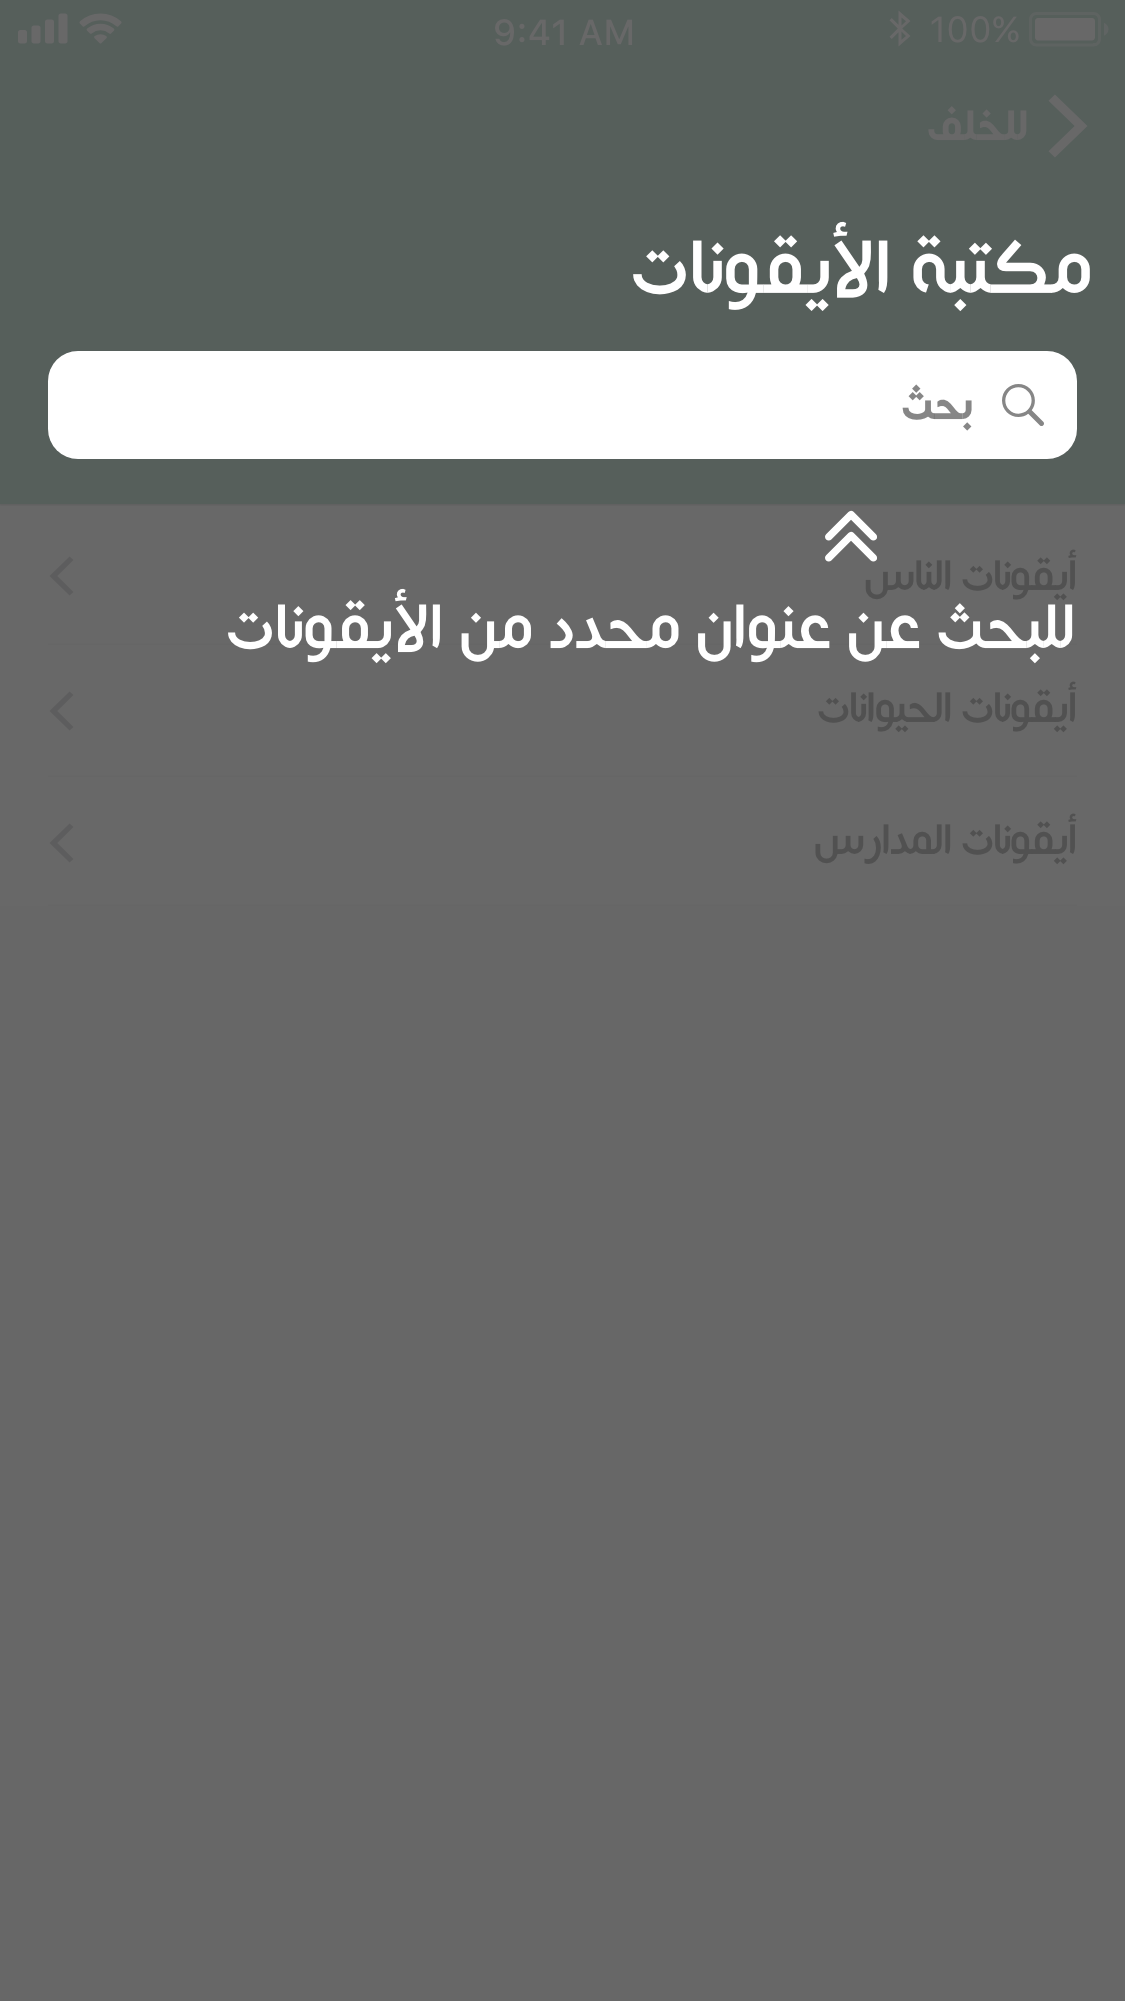 9:41 AM 100%
للخلف
مكتبة الأيقونات
بحث
أيقونات الناس
للبحث عن عنوان محدد من الأيقونات
أيقونات الحيوانات
أيقونات المدارس